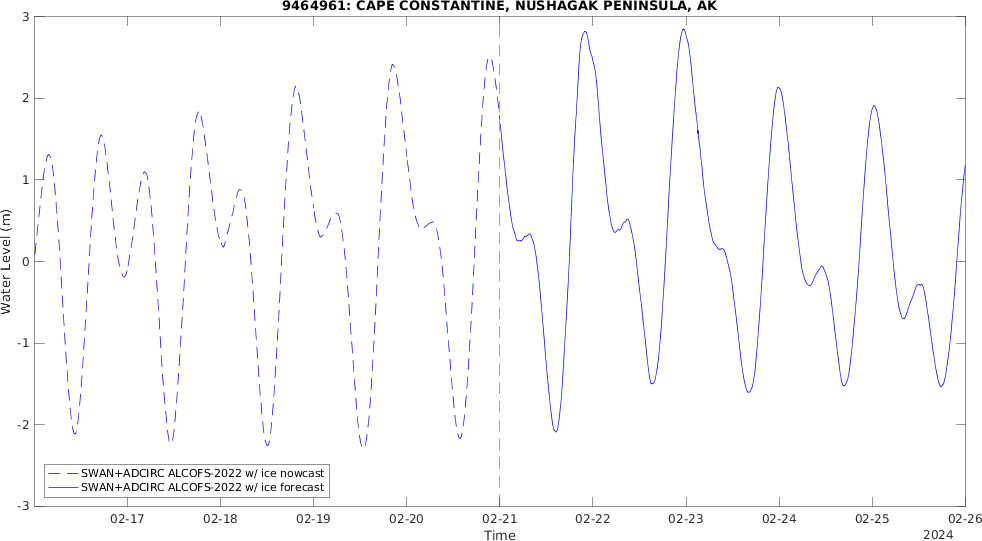 9464961: CAPE CONSTANTINE, NUSHAGAK PENINSULA, AK
3
2
1
0
-1
-2
-3
Water Level (m)
SWAN+ADCIRC ALCOFS-2022 w/ ice nowcast
SWAN+ADCIRC ALCOFS-2022 w/ ice forecast
02-17 02-18 02-19 02-20 02-21 02-22 02-23 02-24 02-25 02-26
Time
2024